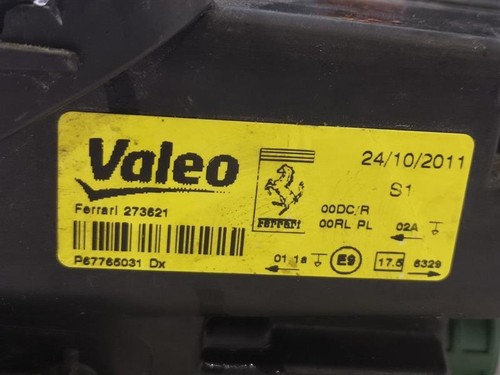 Valeo
Ferrari 273621
P67765031 Dx
Ferrari
24/10/2011
S1
00DC/R
00RL PL
02A
01 1a
E9
17.5
6329